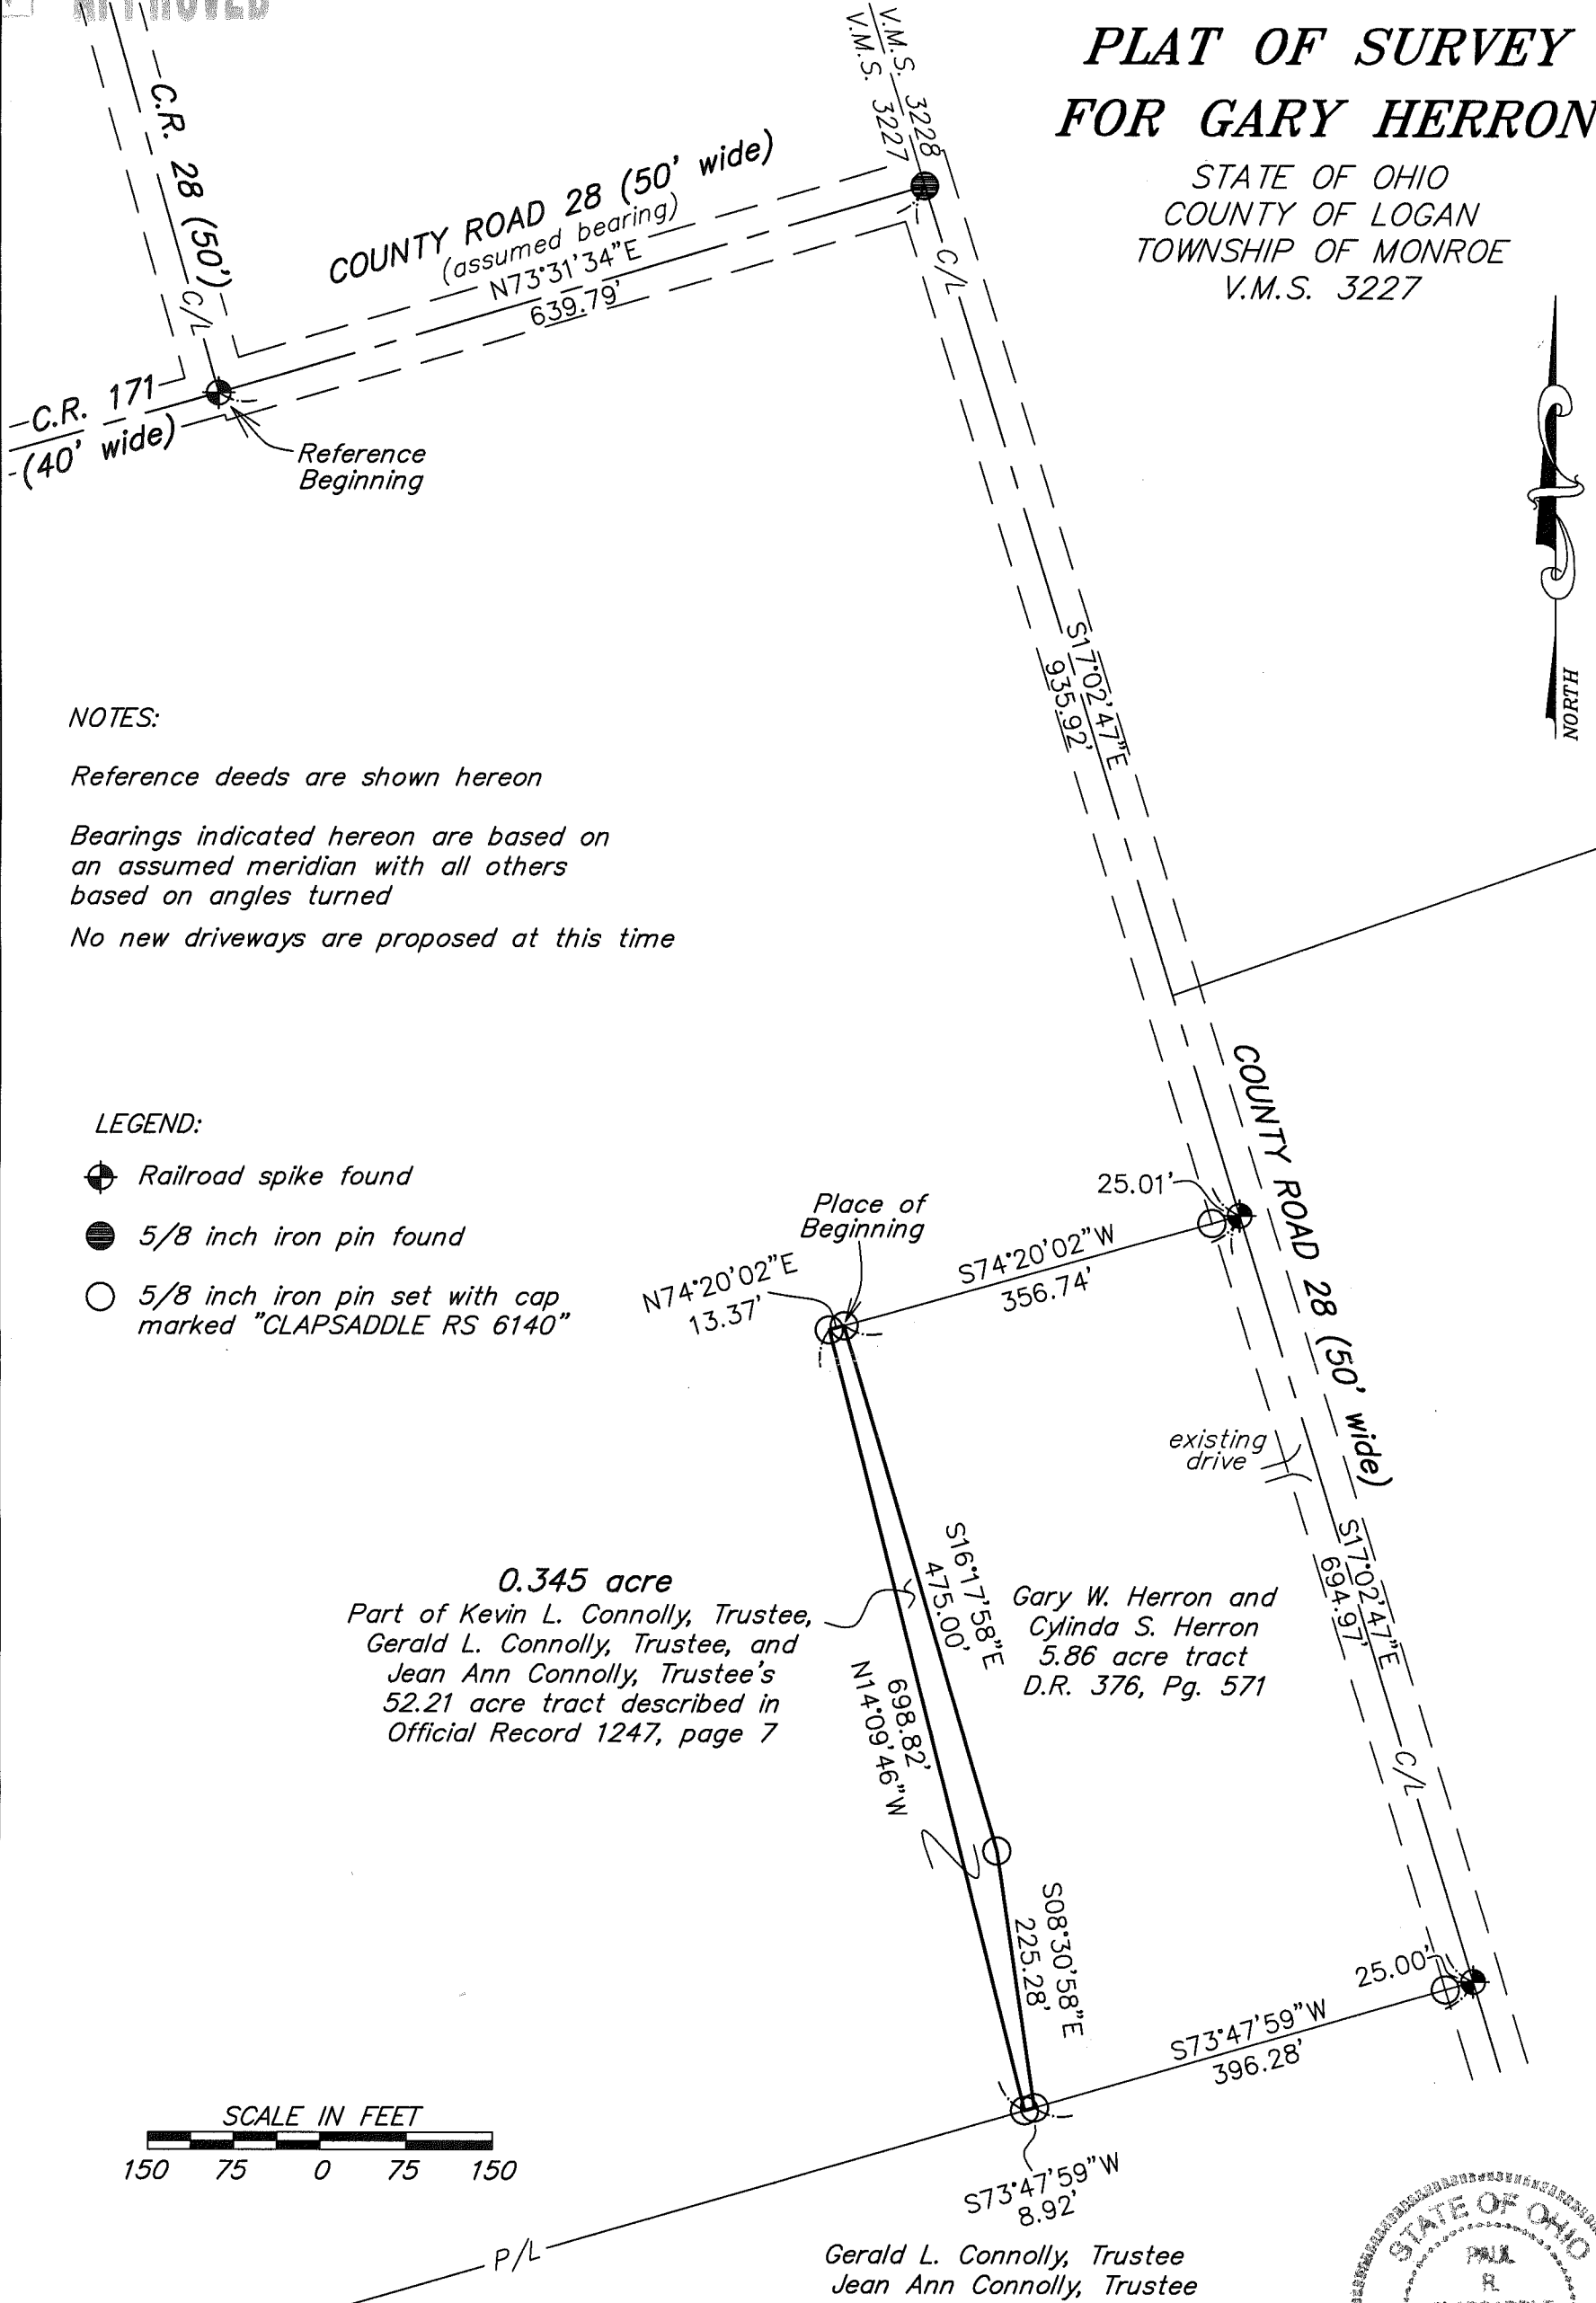 APPROVED
PLAT OF SURVEY
FOR GARY HERRON
STATE OF OHIO
COUNTY OF LOGAN
TOWNSHIP OF MONROE
V.M.S. 3227
V.M.S. 3228
V.M.S. 3227
C.R. 28 (50')
C/L
COUNTY ROAD 28 (50' wide)
(assumed bearing)
N73°31'34"E
639.79'
C/L
C.R. 171
(40' wide)
Reference
Beginning
NORTH
S17°02'47"E
935.92'
NOTES:
Reference deeds are shown hereon
Bearings indicated hereon are based on
an assumed meridian with all others
based on angles turned
No new driveways are proposed at this time
LEGEND:
Railroad spike found
5/8 inch iron pin found
5/8 inch iron pin set with cap
marked "CLAPSADDLE RS 6140"
COUNTY ROAD 28 (50' wide)
25.01'
Place of
Beginning
S74°20'02"W
356.74'
N74°20'02"E
13.37'
existing
drive
S17°02'47"E
694.97'
C/L
S16°17'58"E
475.00'
0.345 acre
Part of Kevin L. Connolly, Trustee,
Gerald L. Connolly, Trustee, and
Jean Ann Connolly, Trustee's
52.21 acre tract described in
Official Record 1247, page 7
Gary W. Herron and
Cylinda S. Herron
5.86 acre tract
D.R. 376, Pg. 571
698.82'
N14°09'46"W
S08°30'58"E
225.28'
25.00'
S73°47'59"W
396.28'
SCALE IN FEET
150 75 0 75 150
S73°47'59"W
8.92'
P/L
Gerald L. Connolly, Trustee
Jean Ann Connolly, Trustee
STATE OF OHIO
PAUL
R.